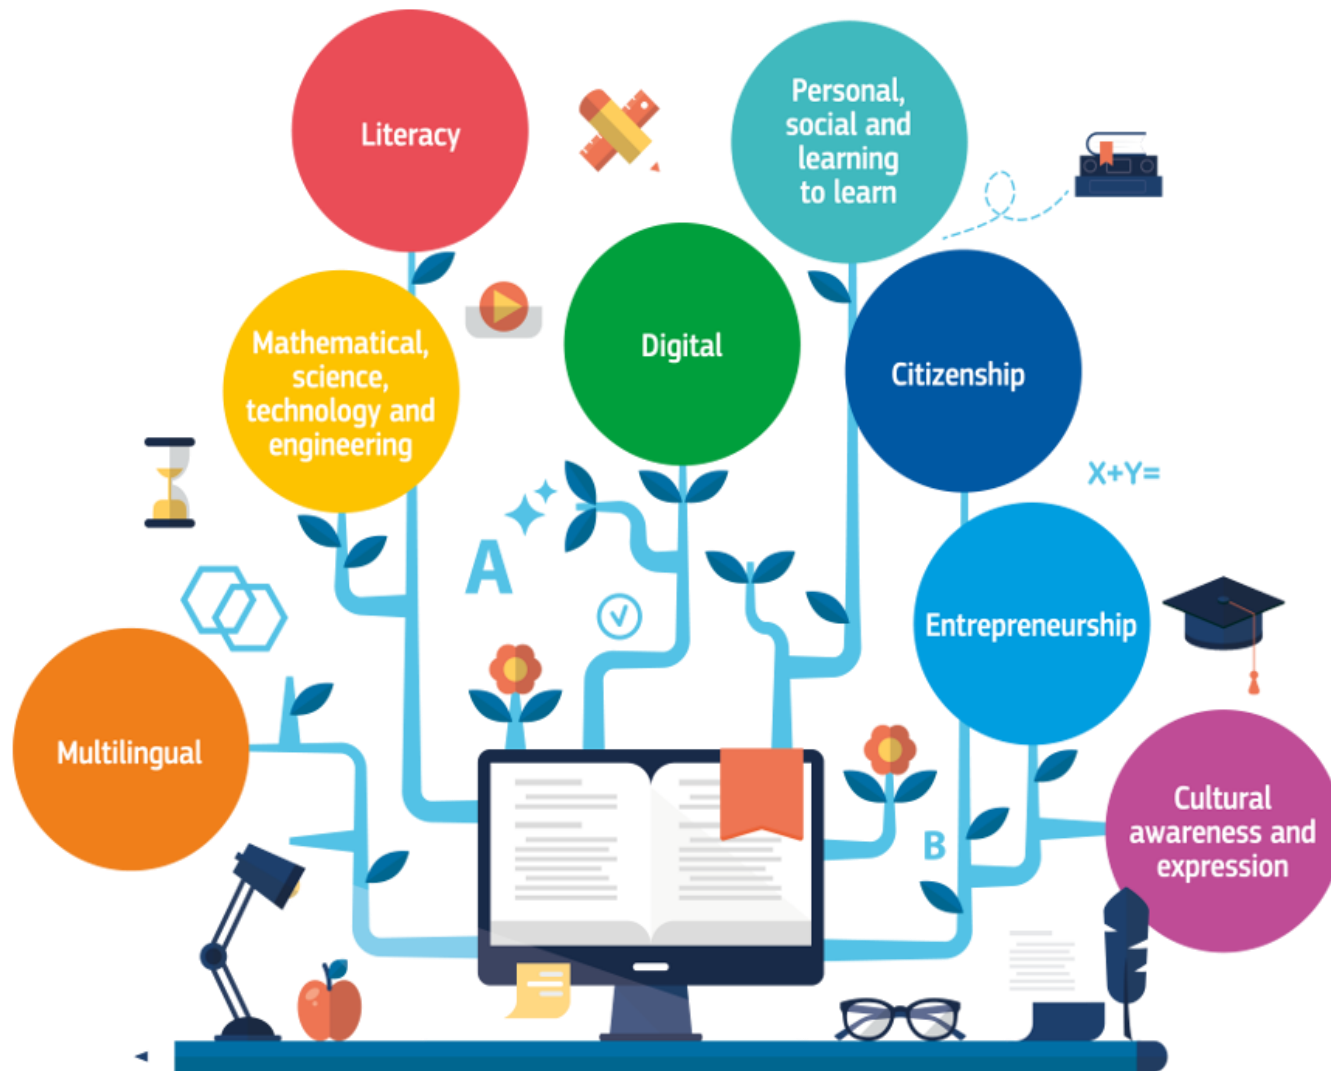 Literacy
Personal,
social and
learning
to learn
Mathematical,
science,
technology and
engineering
Digital
Citizenship
X+Y=
A
Entrepreneurship
Multilingual
B
Cultural
awareness and
expression